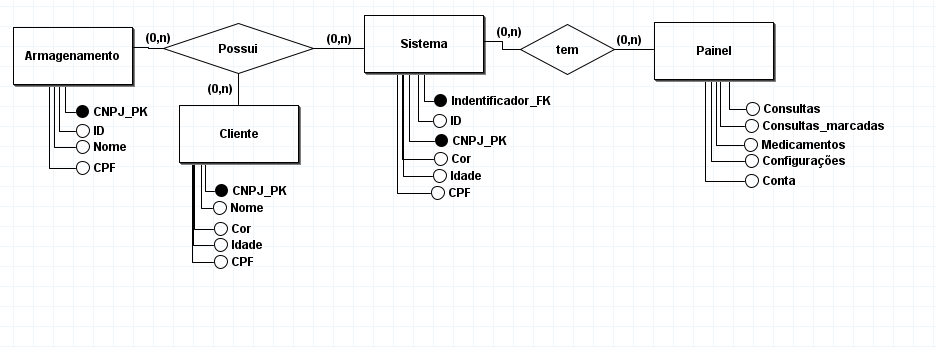 Armagenamento
(0,n)
Possui
(0,n)
Sistema
(0,n)
tem
(0,n)
Painel
(0,n)
Cliente
CNPJ_PK
ID
Nome
CPF
CNPJ_PK
Nome
Cor
Idade
CPF
Indentificador_FK
ID
CNPJ_PK
Cor
Idade
CPF
Consultas
Consultas_marcadas
Medicamentos
Configurações
Conta